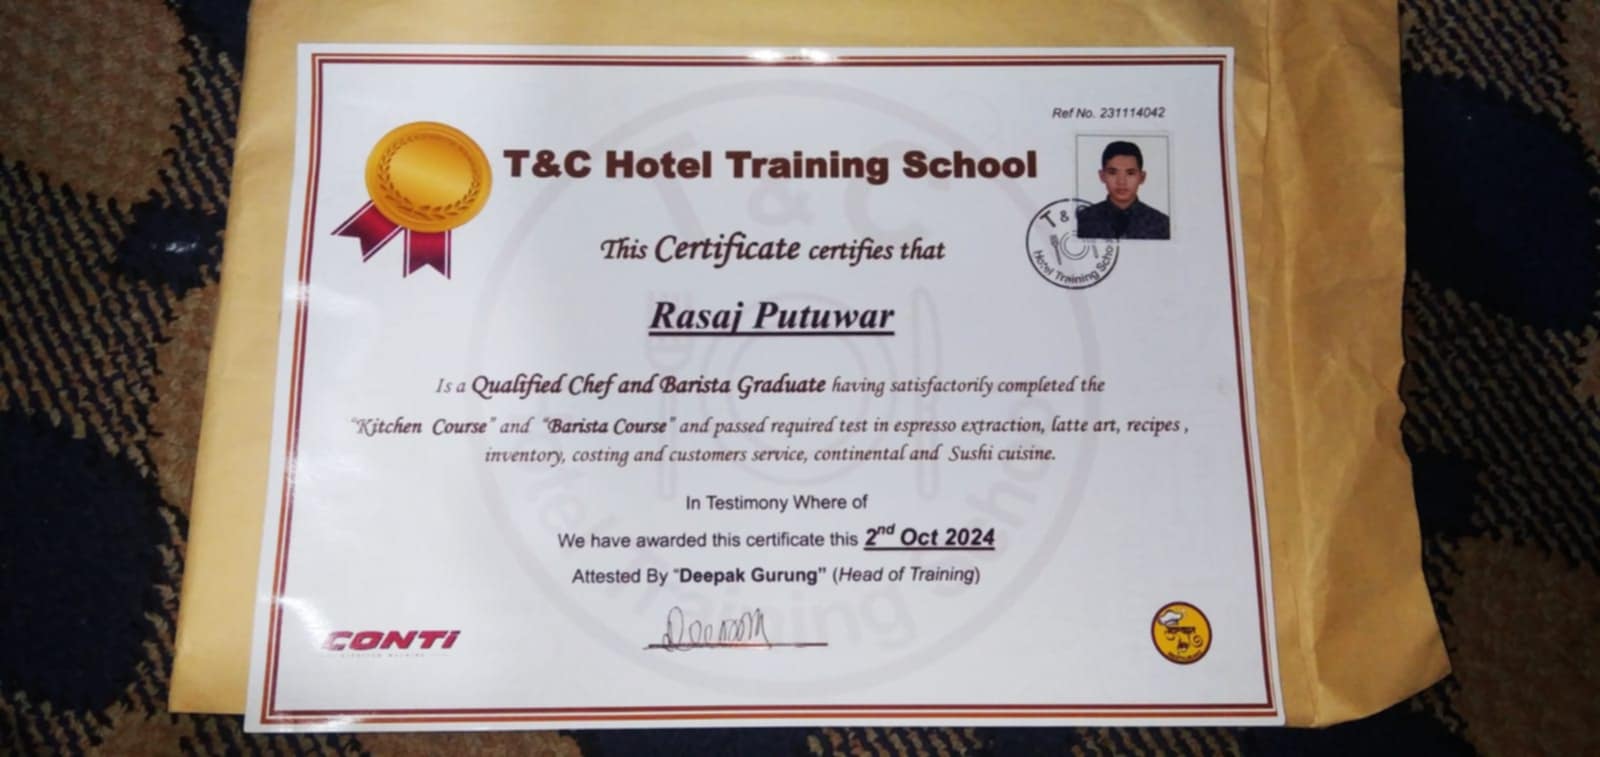 Ref No. 231114042
T&C Hotel Training School
T & C
Hotel Training School
This Certificate certifies that
Rasaj Putuwar
Is a Qualified Chef and Barista Graduate having satisfactorily completed the
"Kitchen Course" and "Barista Course" and passed required test in espresso extraction, latte art, recipes,
inventory, costing and customers service, continental and Sushi cuisine.
In Testimony Where of
We have awarded this certificate this 2nd Oct 2024
Attested By "Deepak Gurung" (Head of Training)
CONTI